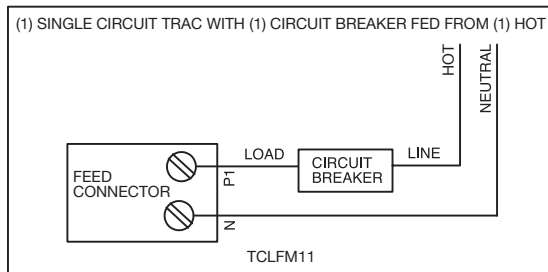 (1) SINGLE CIRCUIT TRAC WITH (1) CIRCUIT BREAKER FED FROM (1) HOT
HOT
NEUTRAL
LOAD
LINE
FEED
CONNECTOR
P1
CIRCUIT
BREAKER
N
TCLFM11